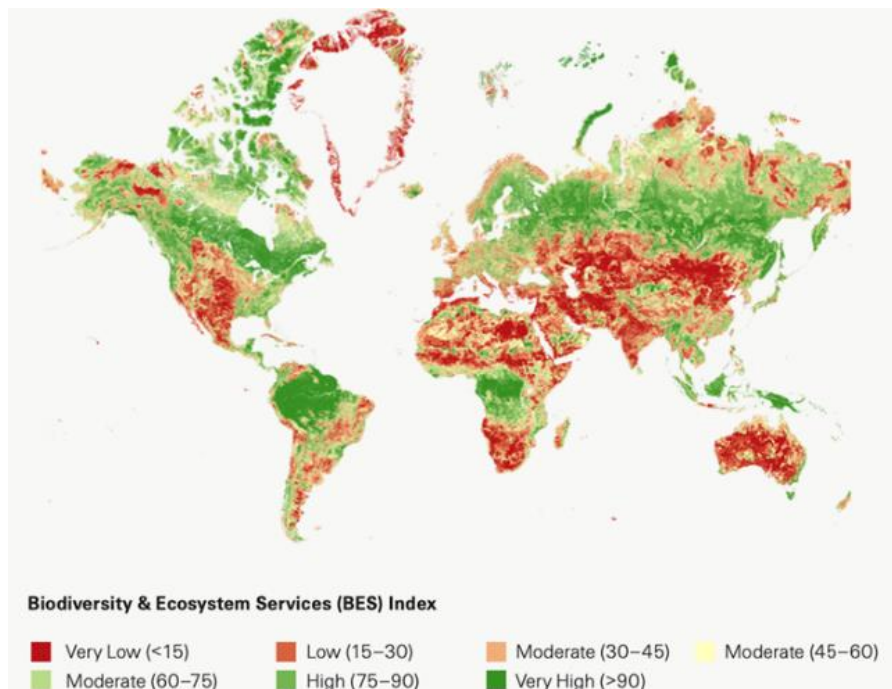 Biodiversity & Ecosystem Services (BES) Index
Very Low (<15) Low (15–30) Moderate (30–45) Moderate (45–60)
Moderate (60–75) High (75–90) Very High (>90)